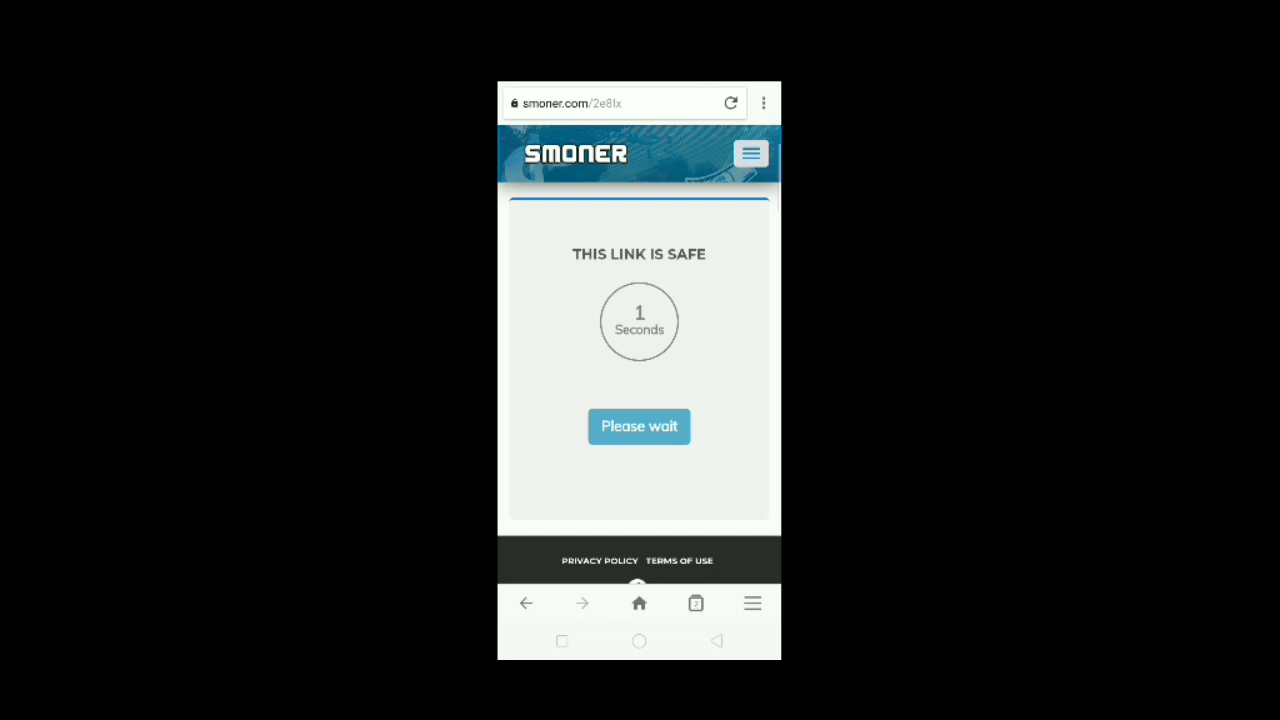 smoner.com/2e8lx
SMONER
THIS LINK IS SAFE
1
Seconds
Please wait
PRIVACY POLICY TERMS OF USE